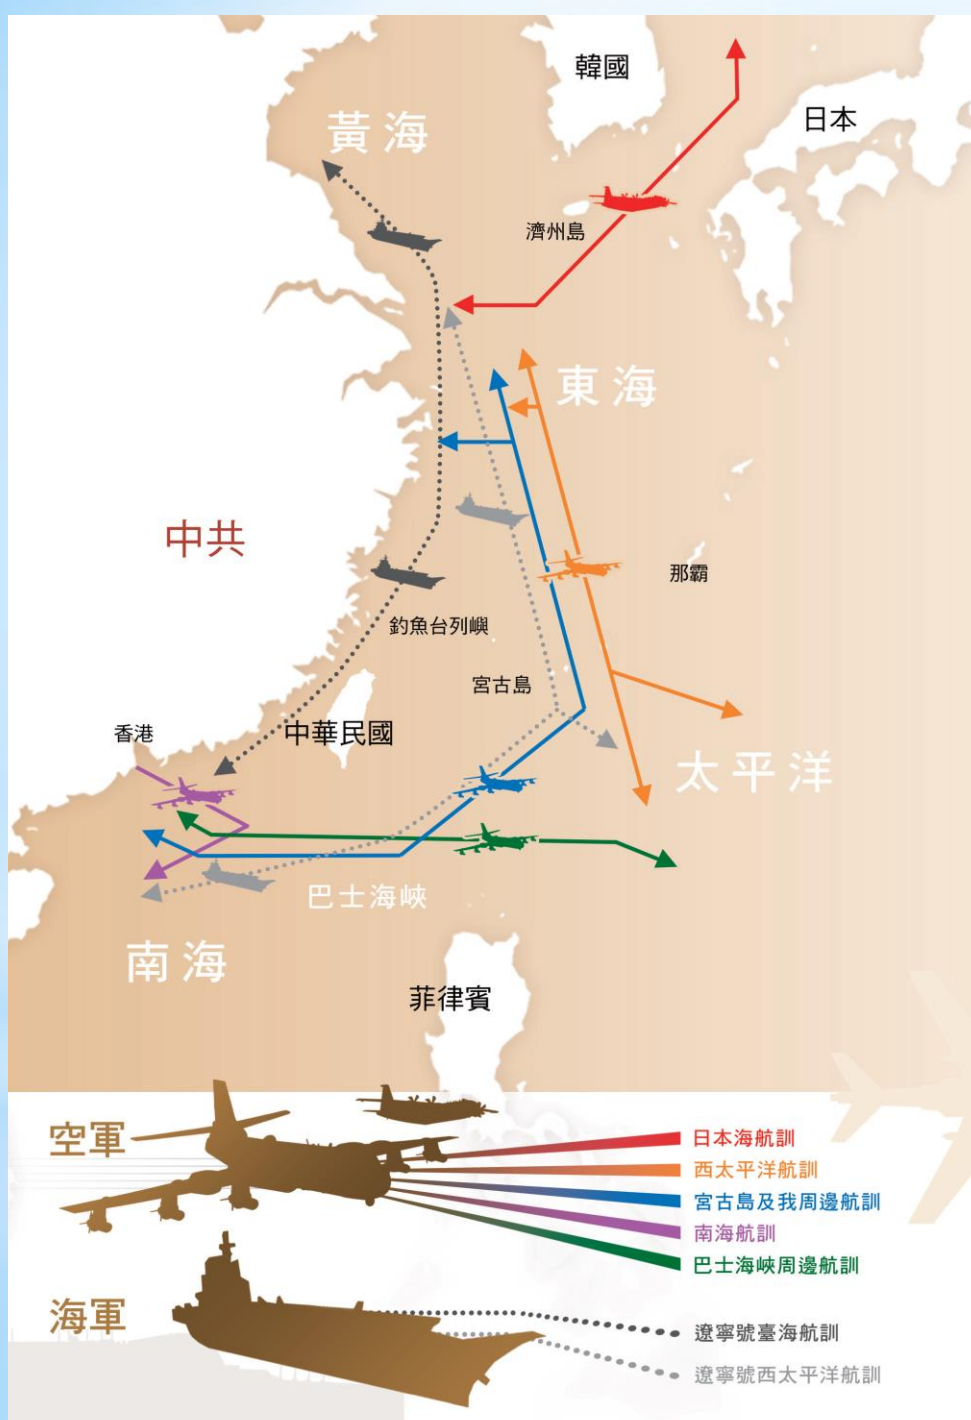 韓國
日本
黃海
濟州島
東海
中共
那霸
釣魚台列嶼
宮古島
香港
中華民國
太平洋
巴士海峽
南海
菲律賓
空軍
日本海航訓
西太平洋航訓
宮古島及我周邊航訓
南海航訓
巴士海峽周邊航訓
海軍
遼寧號臺海航訓
遼寧號西太平洋航訓